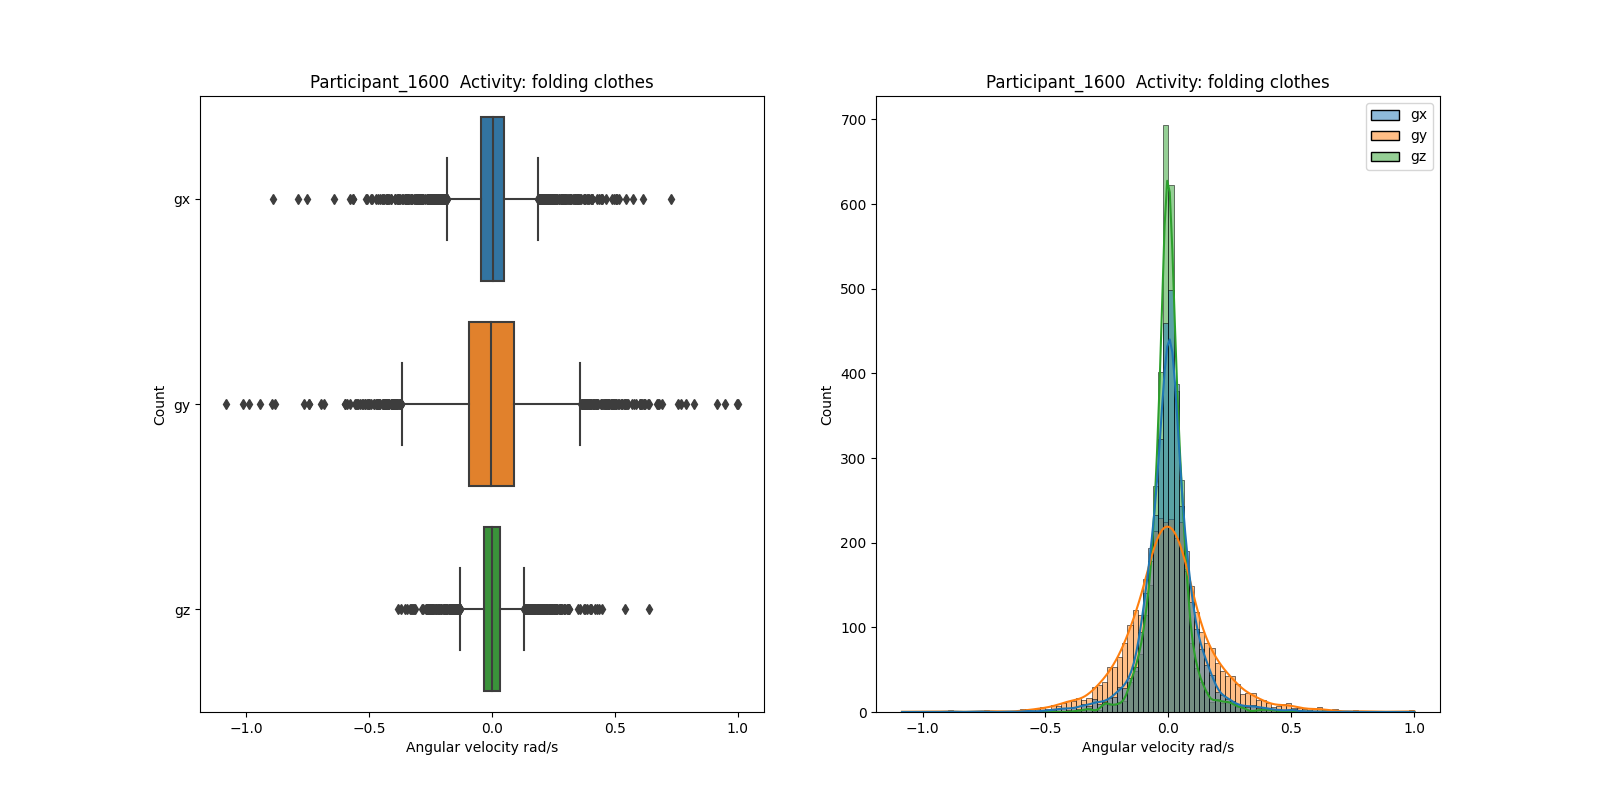 Participant_1600  Activity: folding clothes
gx
gy
gz
Count
−1.0
−0.5
0.0
0.5
1.0
Angular velocity rad/s
Participant_1600  Activity: folding clothes
gx
gy
gz
700
600
500
400
300
200
100
0
Count
−1.0
−0.5
0.0
0.5
1.0
Angular velocity rad/s